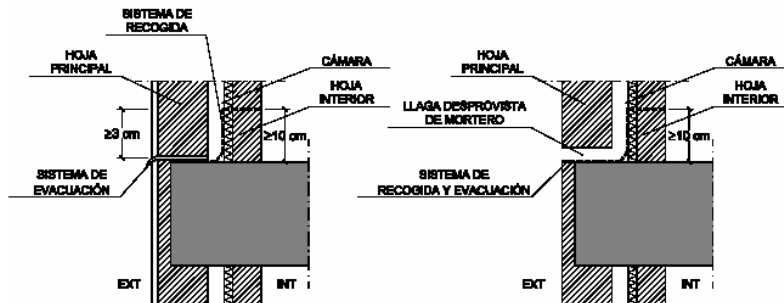 SISTEMA DE
RECOGIDA
HOJA
PRINCIPAL
CÁMARA
HOJA
INTERIOR
≥3 cm
≥10 cm
SISTEMA DE
EVACUACIÓN
EXT
INT
HOJA
PRINCIPAL
CÁMARA
HOJA
INTERIOR
LLAGA DESPROVISTA
DE MORTERO
≥10 cm
SISTEMA DE
RECOGIDA Y EVACUACIÓN
EXT
INT